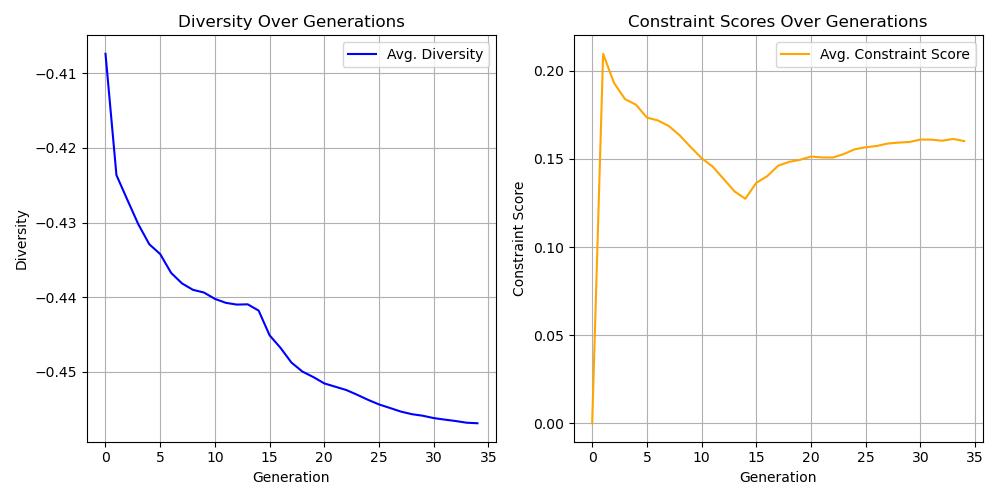 Diversity Over Generations
Avg. Diversity
Diversity
−0.41
−0.42
−0.43
−0.44
−0.45
0 5 10 15 20 25 30 35
Generation
Constraint Scores Over Generations
Avg. Constraint Score
Constraint Score
0.20
0.15
0.10
0.05
0.00
0 5 10 15 20 25 30 35
Generation